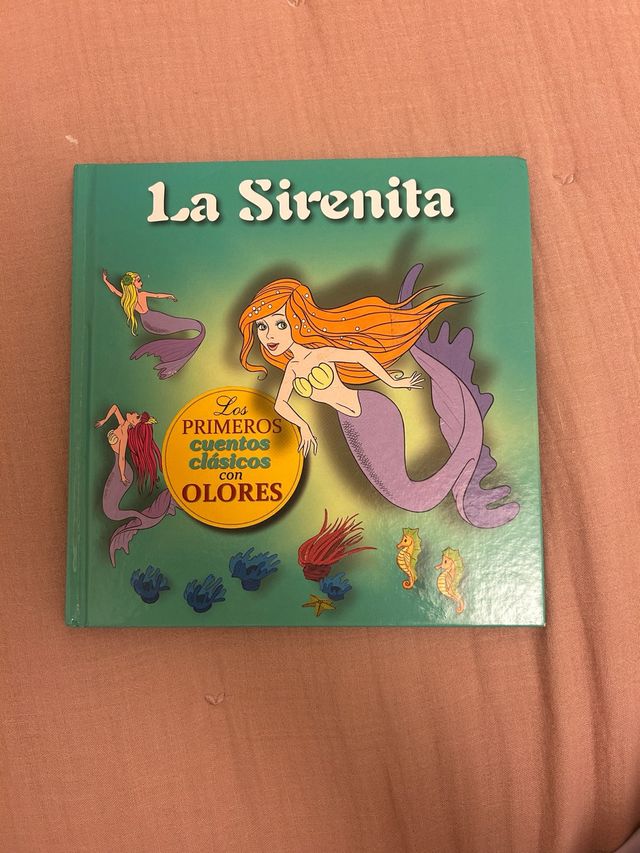 La Sirenita
Los
PRIMEROS
cuentos
clásicos
con
OLORES